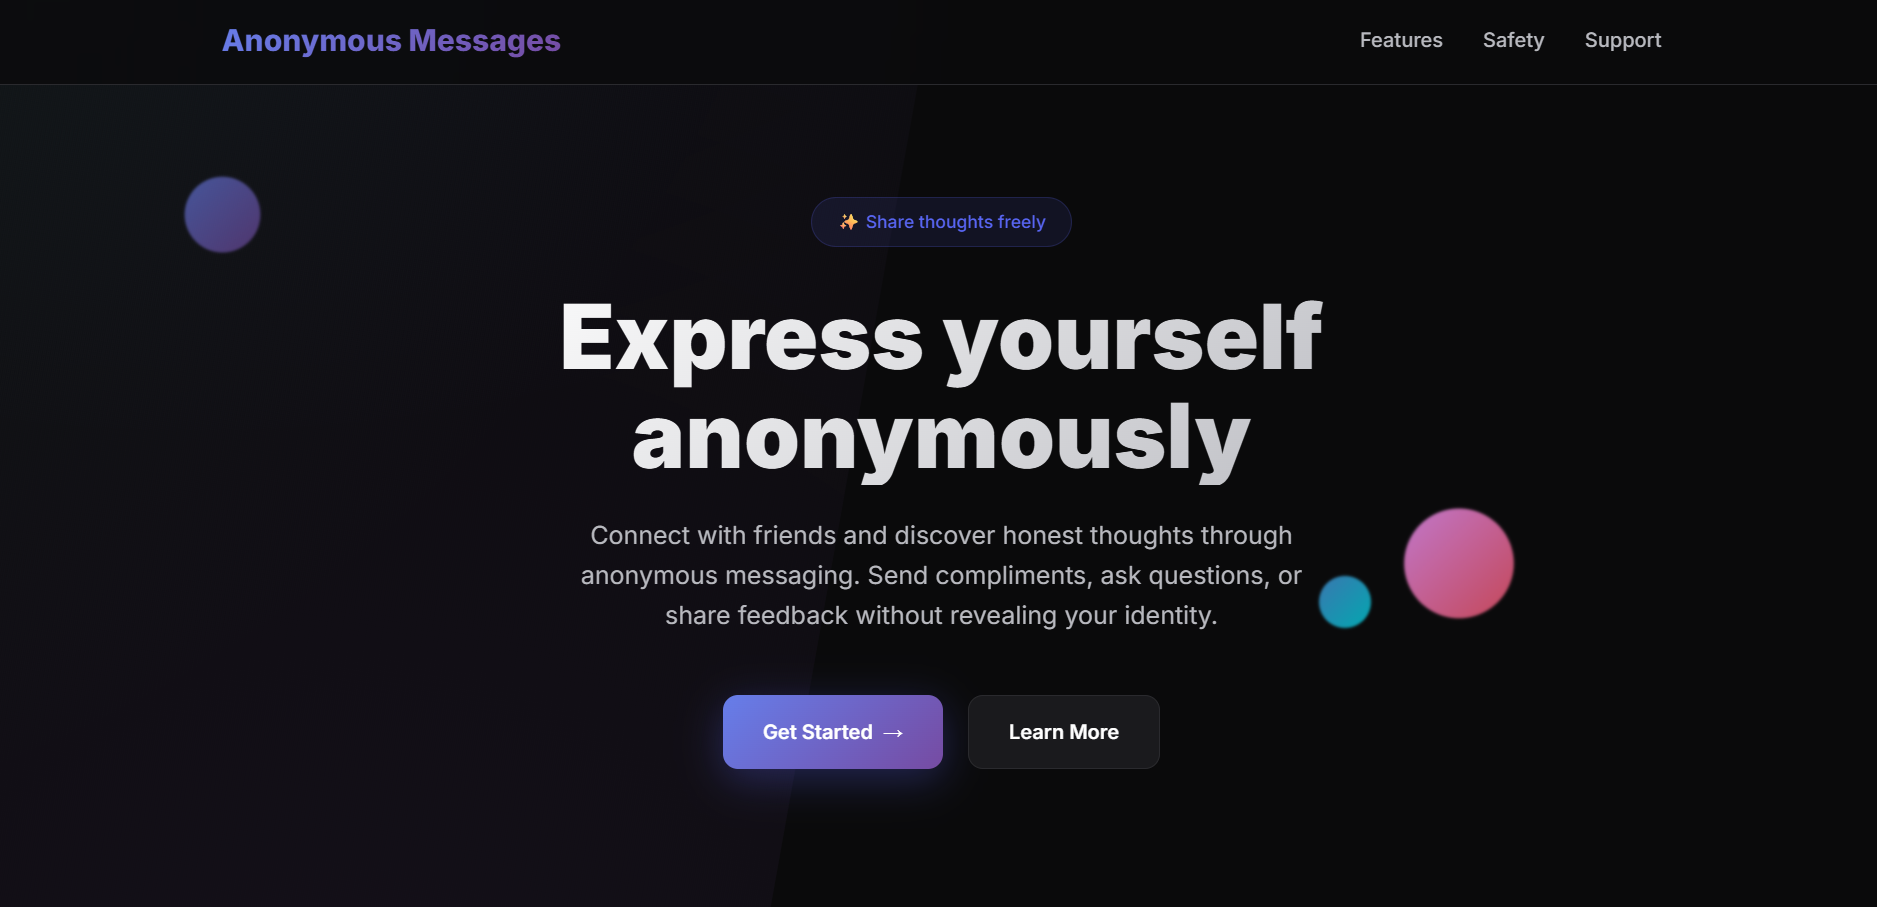 Anonymous Messages
Features
Safety
Support
✨ Share thoughts freely
Express yourself
anonymously
Connect with friends and discover honest thoughts through
anonymous messaging. Send compliments, ask questions, or
share feedback without revealing your identity.
Get Started →
Learn More